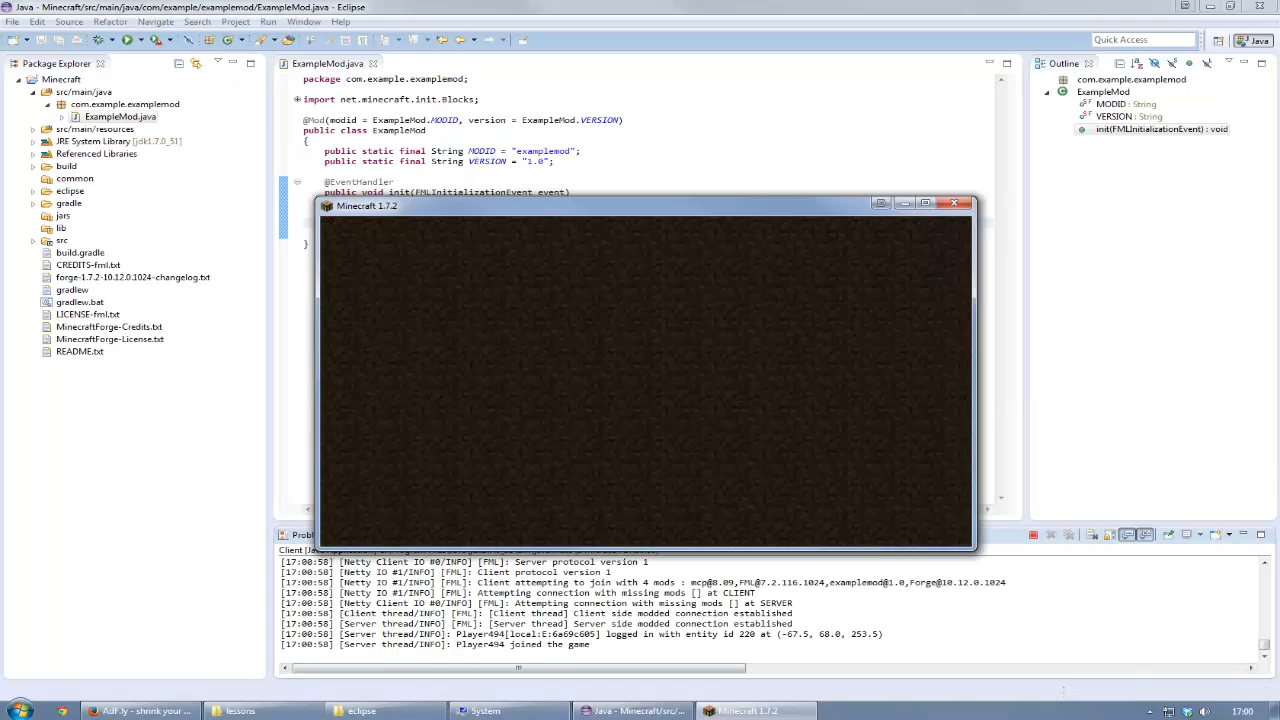 Java - Minecraft/src/main/java/com/example/examplemod/ExampleMod.java - Eclipse
File Edit Source Refactor Navigate Search Project Run Window Help
Quick Access
Java
Package Explorer
Minecraft
src/main/java
com.example.examplemod
ExampleMod.java
src/main/resources
JRE System Library [jdk1.7.0_51]
Referenced Libraries
build
common
eclipse
gradle
jars
lib
src
build.gradle
CREDITS-fml.txt
forge-1.7.2-10.12.0.1024-changelog.txt
gradlew
gradlew.bat
LICENSE-fml.txt
MinecraftForge-Credits.txt
MinecraftForge-License.txt
README.txt
ExampleMod.java
package com.example.examplemod;
import net.minecraft.init.Blocks;
@Mod(modid = ExampleMod.MODID, version = ExampleMod.VERSION)
public class ExampleMod
{
public static final String MODID = "examplemod";
public static final String VERSION = "1.0";
@EventHandler
public void init(FMLInitializationEvent event)
}
Minecraft 1.7.2
Outline
com.example.examplemod
ExampleMod
MODID : String
VERSION : String
init(FMLInitializationEvent) : void
Proble
[17:00:58] [Netty Client IO #0/INFO] [FML]: Server protocol version 1
[17:00:58] [Netty IO #1/INFO] [FML]: Client protocol version 1
[17:00:58] [Netty IO #1/INFO] [FML]: Client attempting to join with 4 mods : mcp@8.09,FML@7.2.116.1024,examplemod@1.0,Forge@10.12.0.1024
[17:00:58] [Netty IO #1/INFO] [FML]: Attempting connection with missing mods [] at CLIENT
[17:00:58] [Netty Client IO #0/INFO] [FML]: Attempting connection with missing mods [] at SERVER
[17:00:58] [Client thread/INFO] [FML]: [Client thread] Client side modded connection established
[17:00:58] [Server thread/INFO] [FML]: [Server thread] Server side modded connection established
[17:00:58] [Server thread/INFO]: Player494[local:E:6a69c605] logged in with entity id 220 at (-67.5, 68.0, 253.5)
[17:00:58] [Server thread/INFO]: Player494 joined the game
AdF.ly - shrink your ...
lessons
eclipse
System
Java - Minecraft/src/...
Minecraft 1.7.2
17:00